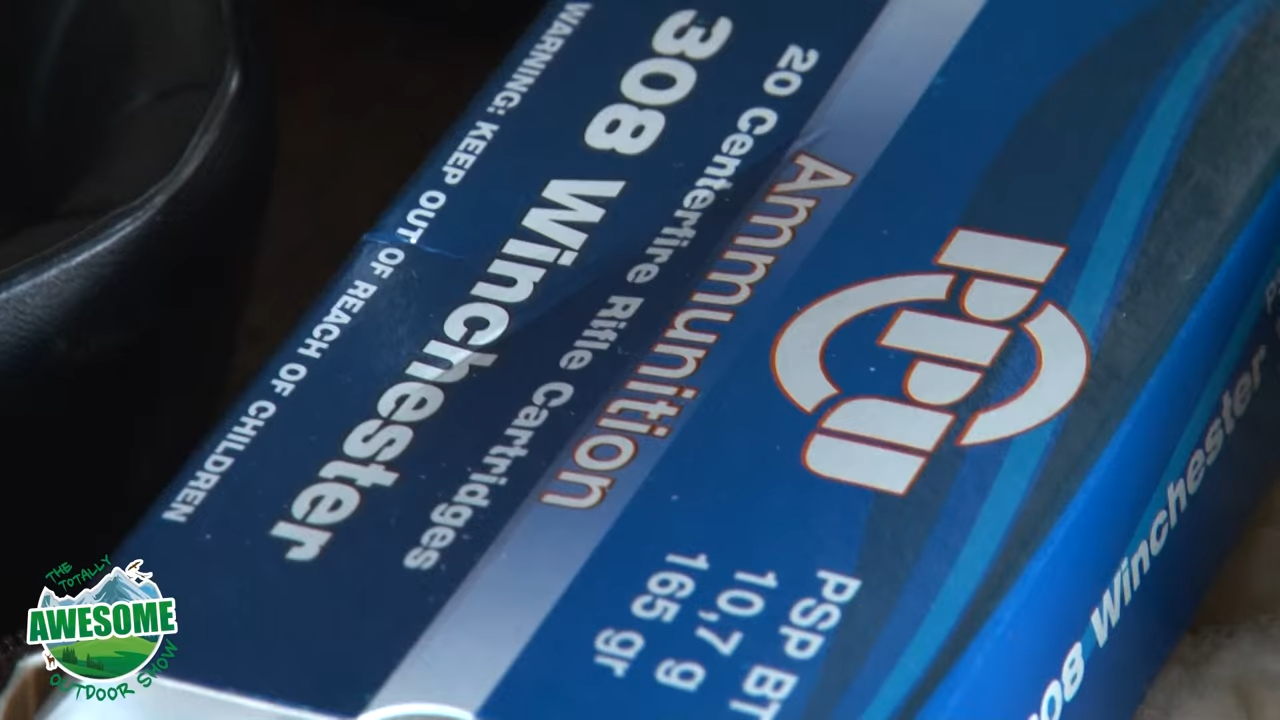 PPU
Ammunition
20 Centerfire Rifle Cartridges
308 Winchester
WARNING: KEEP OUT OF REACH OF CHILDREN
PSP BT
10,7 g
165 gr
08 Winchester
THE
TOTALLY
AWESOME
OUTDOOR SHOW